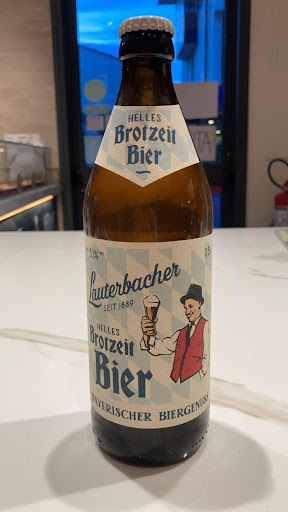 HELLES
Brotzeit
Bier
Lauterbacher
SEIT 1889
HELLES
Brotzeit
Bier
BAYERISCHER BIERGENUSS